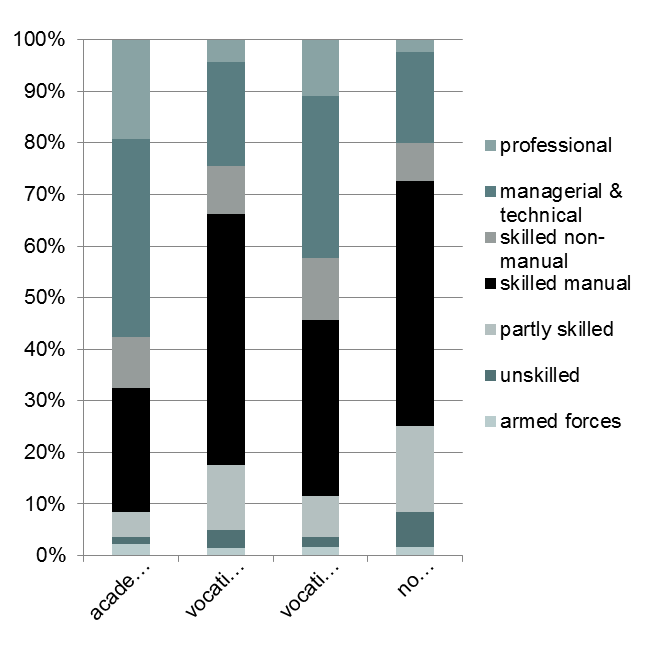 100%
90%
80%
70%
60%
50%
40%
30%
20%
10%
0%
acade...
vocati...
vocati...
no...
professional
managerial &
technical
skilled non-
manual
skilled manual
partly skilled
unskilled
armed forces